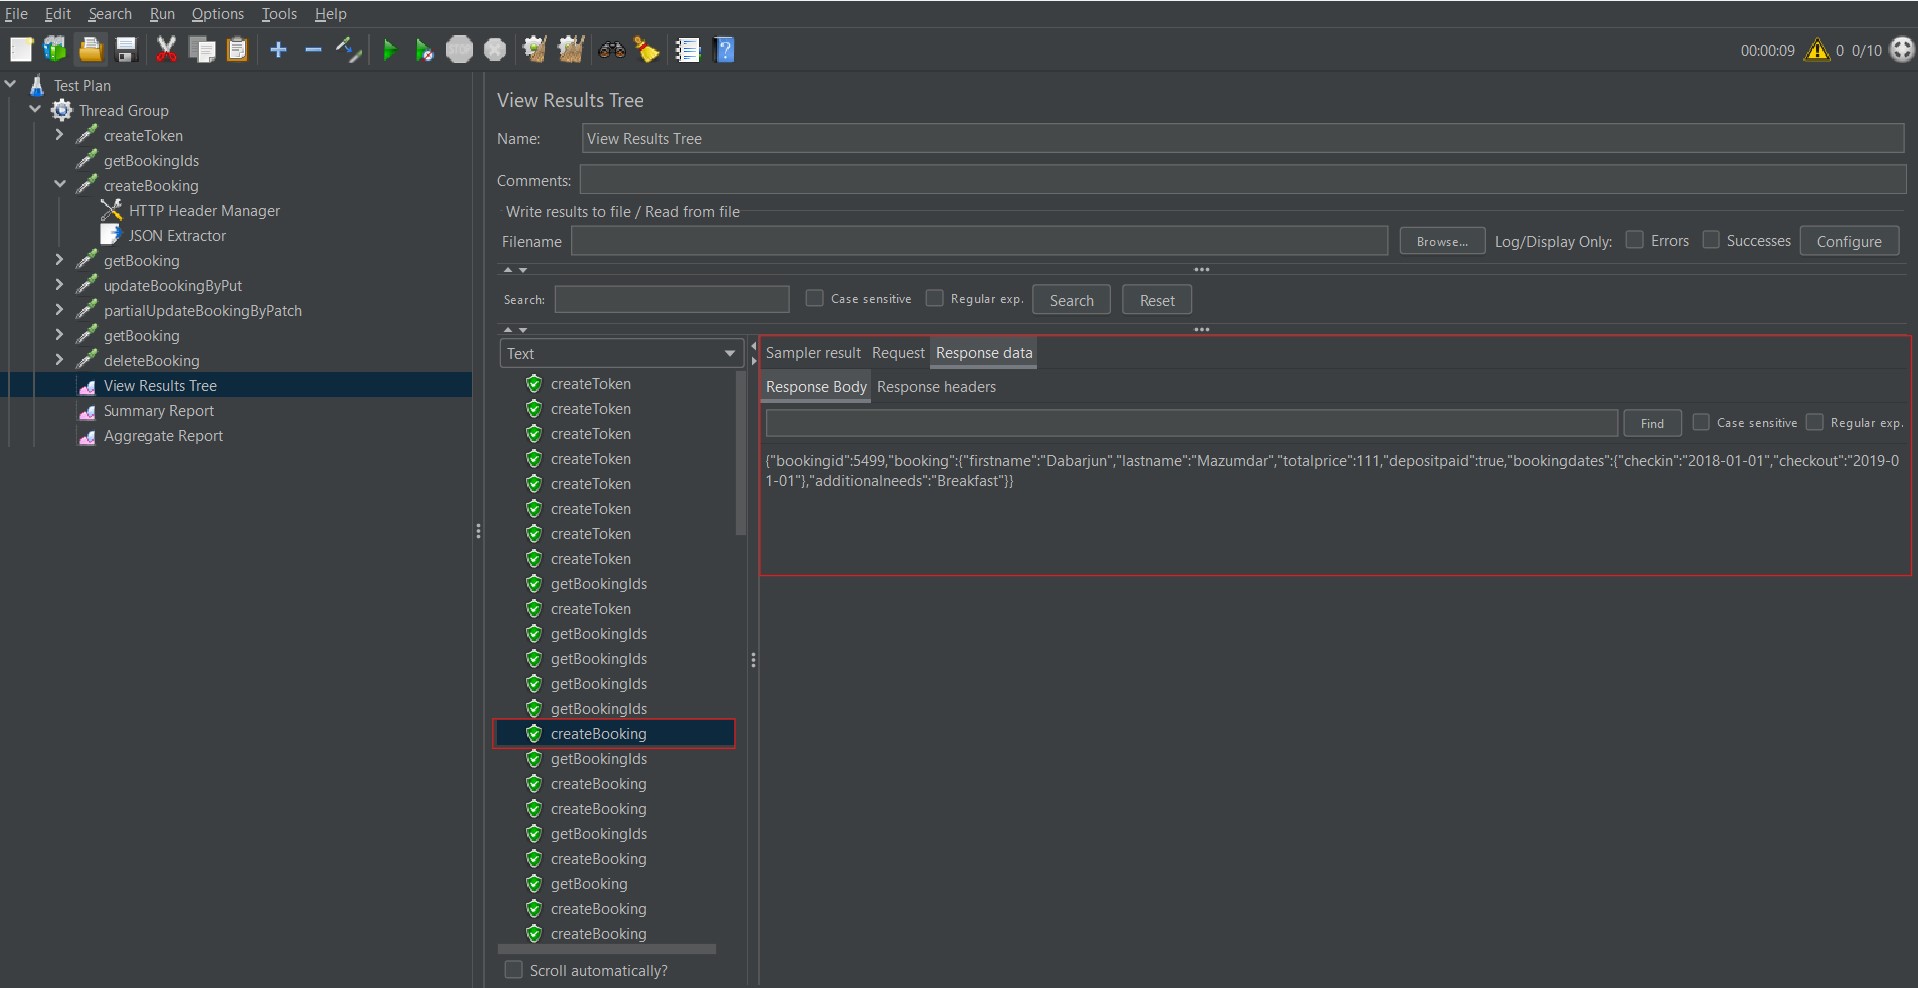 File Edit Search Run Options Tools Help
STOP
00:00:09 0 0/10
Test Plan
Thread Group
createToken
getBookingIds
createBooking
HTTP Header Manager
JSON Extractor
getBooking
updateBookingByPut
partialUpdateBookingByPatch
getBooking
deleteBooking
View Results Tree
Summary Report
Aggregate Report
View Results Tree
Name: View Results Tree
Comments:
Write results to file / Read from file
Filename Browse... Log/Display Only: Errors Successes Configure
Search: Case sensitive Regular exp. Search Reset
Text
createToken
createToken
createToken
createToken
createToken
createToken
createToken
createToken
getBookingIds
createToken
getBookingIds
getBookingIds
getBookingIds
getBookingIds
createBooking
getBookingIds
createBooking
createBooking
getBookingIds
createBooking
getBooking
createBooking
createBooking
Scroll automatically?
Sampler result Request Response data
Response Body Response headers
Find Case sensitive Regular exp.
{"bookingid":5499,"booking":{"firstname":"Dabarjun","lastname":"Mazumdar","totalprice":111,"depositpaid":true,"bookingdates":{"checkin":"2018-01-01","checkout":"2019-0
1-01"},"additionalneeds":"Breakfast"}}